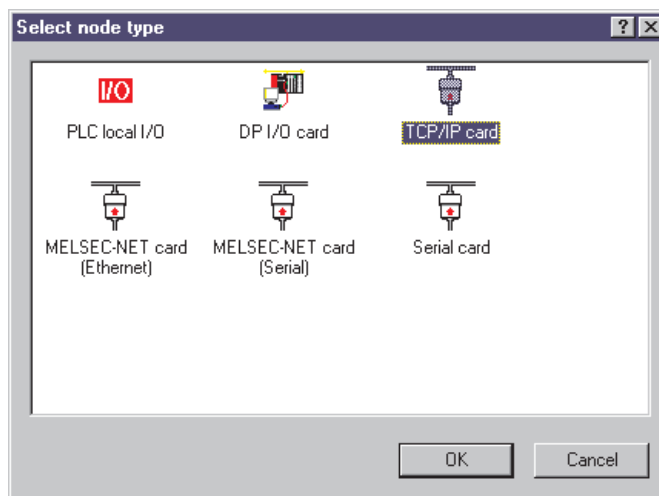 Select node type
I/O
PLC local I/O
DP I/O card
TCP/IP card
MELSEC-NET card
(Ethernet)
MELSEC-NET card
(Serial)
Serial card
OK
Cancel